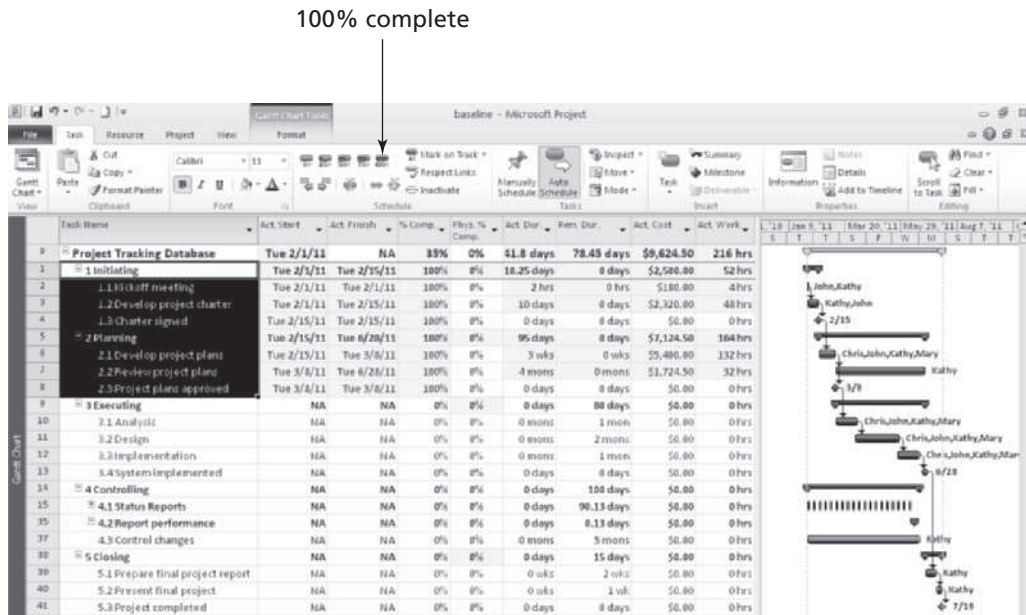 100% complete
Gantt Chart Tools
baseline - Microsoft Project
File Task Resource Project View Format
Cut
Copy
Format Painter
Paste
Gantt Chart
View
Clipboard
Calibri 11
B I U A
Font
Mark on Track
Respect Links
Inactivate
Schedule
Manually Schedule
Auto Schedule
Inspect
Move
Mode
Tasks
Task
Summary
Milestone
Deliverable
Insert
Information
Notes
Details
Add to Timeline
Properties
Scroll to Task
Find
Clear
Fill
Editing
Task Name Act. Start Act. Finish % Comp. Phys. % Comp. Act. Dur. Rem. Dur. Act. Cost Act. Work
Jan 9, '11 Mar 20, '11 May 29, '11 Aug 7, '11
S T T S F W M S T T
0 Project Tracking Database Tue 2/1/11 NA 35% 0% 41.8 days 78.45 days $9,624.50 216 hrs
1 1 Initiating Tue 2/1/11 Tue 2/15/11 100% 0% 10.25 days 0 days $2,500.00 52 hrs
2 1.1 Kickoff meeting Tue 2/1/11 Tue 2/1/11 100% 0% 2 hrs 0 hrs $180.00 4 hrs John,Kathy
3 1.2 Develop project charter Tue 2/1/11 Tue 2/15/11 100% 0% 10 days 0 days $2,320.00 48 hrs Kathy,John
4 1.3 Charter signed Tue 2/15/11 Tue 2/15/11 100% 0% 0 days 0 days $0.00 0 hrs 2/15
5 2 Planning Tue 2/15/11 Tue 6/28/11 100% 0% 95 days 0 days $7,124.50 164 hrs
6 2.1 Develop project plans Tue 2/15/11 Tue 3/8/11 100% 0% 3 wks 0 wks $5,400.00 132 hrs Chris,John,Kathy,Mary
7 2.2 Review project plans Tue 3/8/11 Tue 6/28/11 100% 0% 4 mons 0 mons $1,724.50 32 hrs Kathy
8 2.3 Project plans approved Tue 3/8/11 Tue 3/8/11 100% 0% 0 days 0 days $0.00 0 hrs 3/8
9 3 Executing NA NA 0% 0% 0 days 80 days $0.00 0 hrs
10 3.1 Analysis NA NA 0% 0% 0 mons 1 mon $0.00 0 hrs Chris,John,Kathy,Mary
11 3.2 Design NA NA 0% 0% 0 mons 2 mons $0.00 0 hrs Chris,John,Kathy,Mary
12 3.3 Implementation NA NA 0% 0% 0 mons 1 mon $0.00 0 hrs Chris,John,Kathy,Mar
13 3.4 System implemented NA NA 0% 0% 0 days 0 days $0.00 0 hrs 6/28
14 4 Controlling NA NA 0% 0% 0 days 100 days $0.00 0 hrs
15 4.1 Status Reports NA NA 0% 0% 0 days 90.13 days $0.00 0 hrs
35 4.2 Report performance NA NA 0% 0% 0 days 0.13 days $0.00 0 hrs
37 4.3 Control changes NA NA 0% 0% 0 mons 5 mons $0.00 0 hrs Kathy
38 5 Closing NA NA 0% 0% 0 days 15 days $0.00 0 hrs
39 5.1 Prepare final project report NA NA 0% 0% 0 wks 2 wks $0.00 0 hrs Kathy
40 5.2 Present final project NA NA 0% 0% 0 wks 1 wk $0.00 0 hrs Kathy
41 5.3 Project completed NA NA 0% 0% 0 days 0 days $0.00 0 hrs 7/19
Gantt Chart